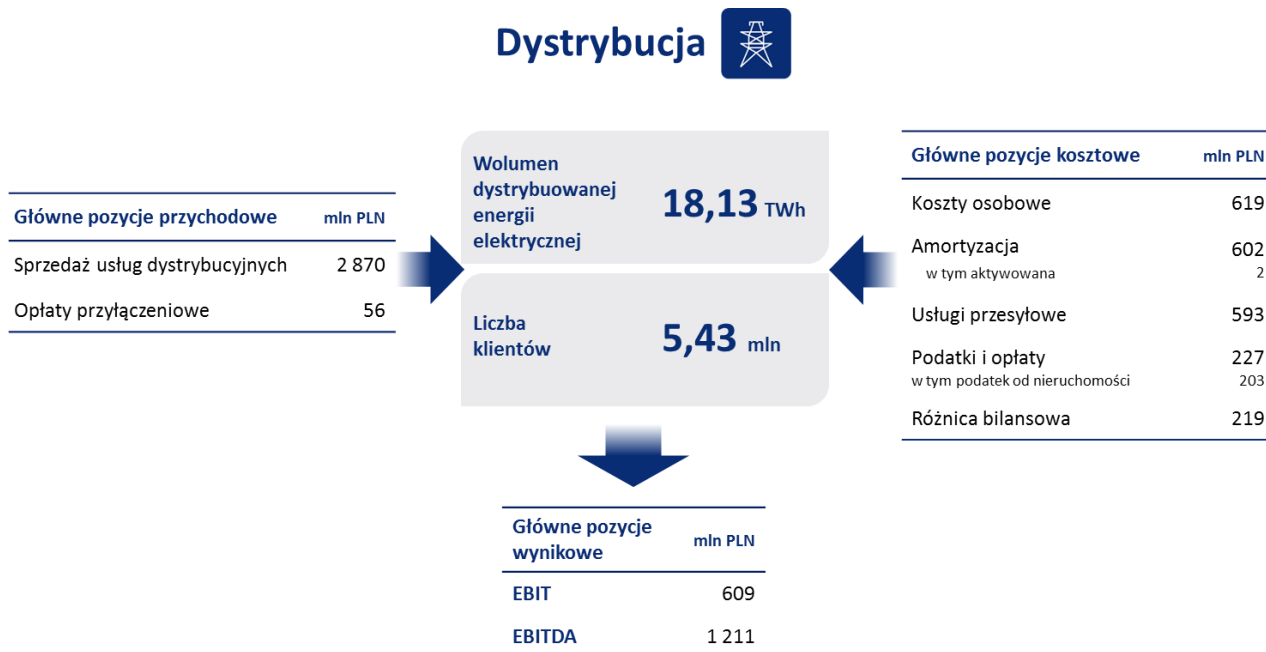 Dystrybucja
Główne pozycje przychodowe mln PLN
Sprzedaż usług dystrybucyjnych 2 870
Opłaty przyłączeniowe 56
Wolumen
dystrybuowanej
energii
elektrycznej
18,13 TWh
Liczba
klientów
5,43 mln
Główne pozycje kosztowe mln PLN
Koszty osobowe 619
Amortyzacja 602
w tym aktywowana 2
Usługi przesyłowe 593
Podatki i opłaty 227
w tym podatek od nieruchomości 203
Różnica bilansowa 219
Główne pozycje
wynikowe
mln PLN
EBIT 609
EBITDA 1 211